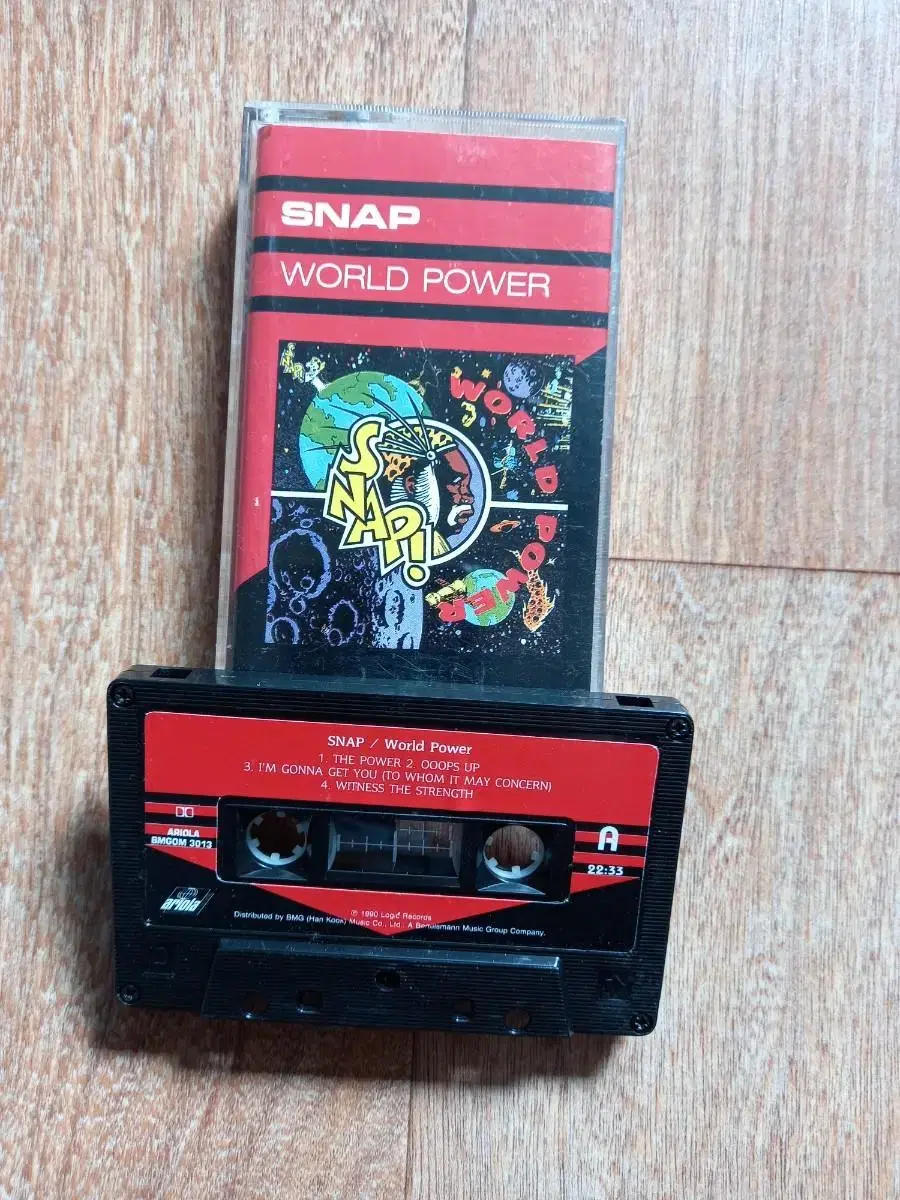 SNAP
WORLD POWER
WORLD POWER
SNAP!
SNAP / World Power
1. THE POWER 2. OOOPS UP
3. I'M GONNA GET YOU (TO WHOM IT MAY CONCERN)
4. WITNESS THE STRENGTH
ARIOLA
BMGOM 3013
A
22:33
ariola
℗ 1990 Logic Records
Distributed by BMG (Han Kook) Music Co., Ltd. A Bertelsmann Music Group Company.